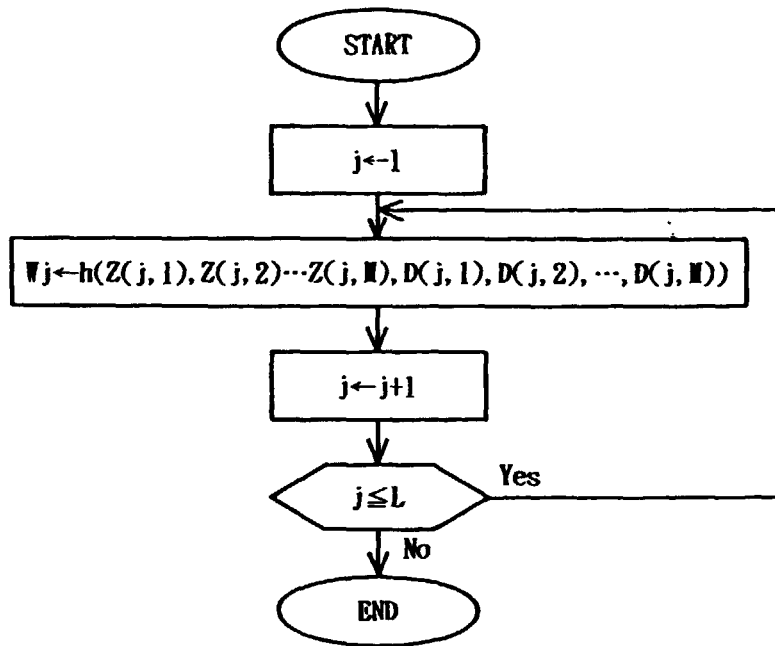 START
j←1
Wj←h(Z(j,1),Z(j,2)···Z(j,M),D(j,1),D(j,2),···,D(j,M))
j←j+1
j≦L
Yes
No
END